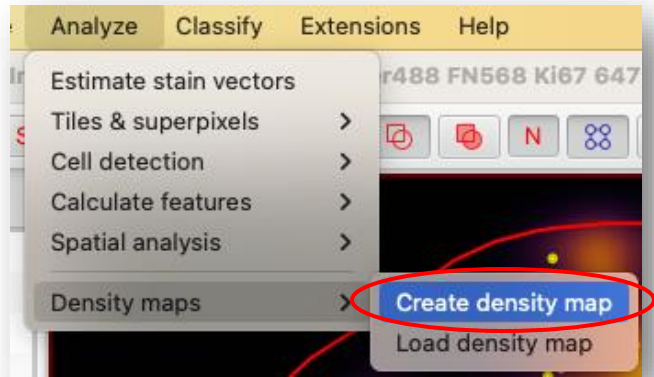 Analyze Classify Extensions Help
r488 FN568 Ki67 647
Estimate stain vectors
Tiles & superpixels >
N
Cell detection >
Calculate features >
Spatial analysis >
Density maps > Create density map
Load density map